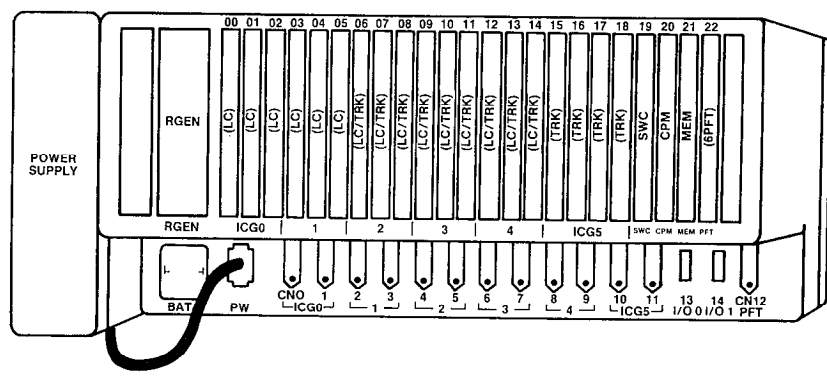 00 01 02 03 04 05 06 07 08 09 10 11 12 13 14 15 16 17 18 19 20 21 22
POWER
SUPPLY
RGEN
(LC) (LC) (LC) (LC) (LC) (LC) (LC/TRK) (LC/TRK) (LC/TRK) (LC/TRK) (LC/TRK) (LC/TRK) (LC/TRK) (LC/TRK) (LC/TRK) (TRK) (TRK) (TRK) (TRK) SWC CPM MEM (6PFT)
RGEN ICG0 1 2 3 4 ICG5 SWC CPM MEM PFT
BAT PW CN0 1 2 3 4 5 6 7 8 9 10 11 13 14 CN12
ICG0 1 2 3 4 ICG5 I/O 0 I/O 1 PFT